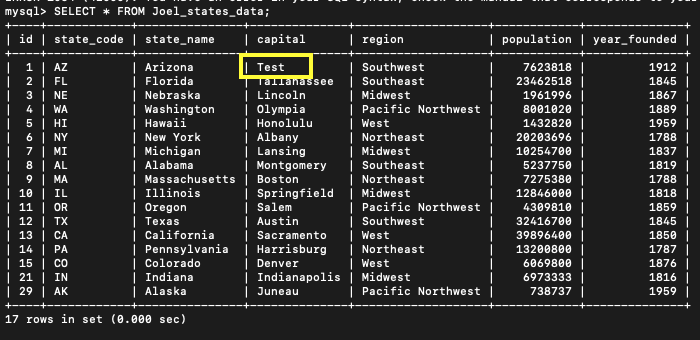 mysql> SELECT * FROM Joel_states_data;
| id | state_code | state_name | capital | region | population | year_founded |
| 1 | AZ | Arizona | Test | Southwest | 7623818 | 1912 |
| 2 | FL | Florida | Tallahassee | Southeast | 23462518 | 1845 |
| 3 | NE | Nebraska | Lincoln | Midwest | 1961996 | 1867 |
| 4 | WA | Washington | Olympia | Pacific Northwest | 8001020 | 1889 |
| 5 | HI | Hawaii | Honolulu | West | 1432820 | 1959 |
| 6 | NY | New York | Albany | Northeast | 20203696 | 1788 |
| 7 | MI | Michigan | Lansing | Midwest | 10254700 | 1837 |
| 8 | AL | Alabama | Montgomery | Southeast | 5237750 | 1819 |
| 9 | MA | Massachusetts | Boston | Northeast | 7275380 | 1788 |
| 10 | IL | Illinois | Springfield | Midwest | 12846000 | 1818 |
| 11 | OR | Oregon | Salem | Pacific Northwest | 4309810 | 1859 |
| 12 | TX | Texas | Austin | Southwest | 32416700 | 1845 |
| 13 | CA | California | Sacramento | West | 39896400 | 1850 |
| 14 | PA | Pennsylvania | Harrisburg | Northeast | 13200800 | 1787 |
| 15 | CO | Colorado | Denver | West | 6069800 | 1876 |
| 21 | IN | Indiana | Indianapolis | Midwest | 6973333 | 1816 |
| 29 | AK | Alaska | Juneau | Pacific Northwest | 738737 | 1959 |
17 rows in set (0.000 sec)